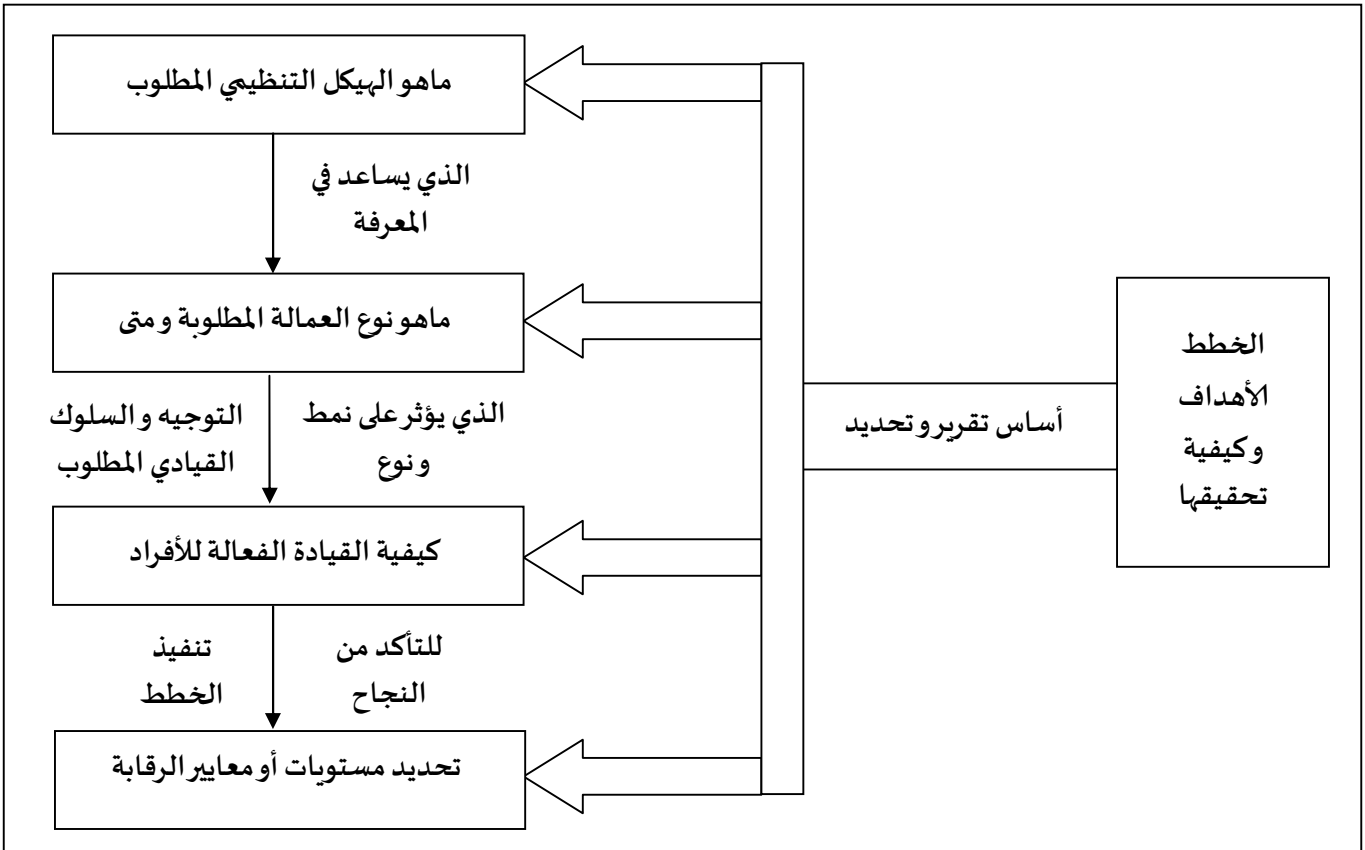 ماهو الهيكل التنظيمي المطلوب
الذي يساعد في
المعرفة
ماهو نوع العمالة المطلوبة ومتى
الذي يؤثر على نمط
ونوع
التوجيه والسلوك
القيادي المطلوب
كيفية القيادة الفعالة للأفراد
للتأكد من
النجاح
تنفيذ
الخطط
تحديد مستويات أو معايير الرقابة
أساس تقرير وتحديد
الخطط
الأهداف
وكيفية
تحقيقها